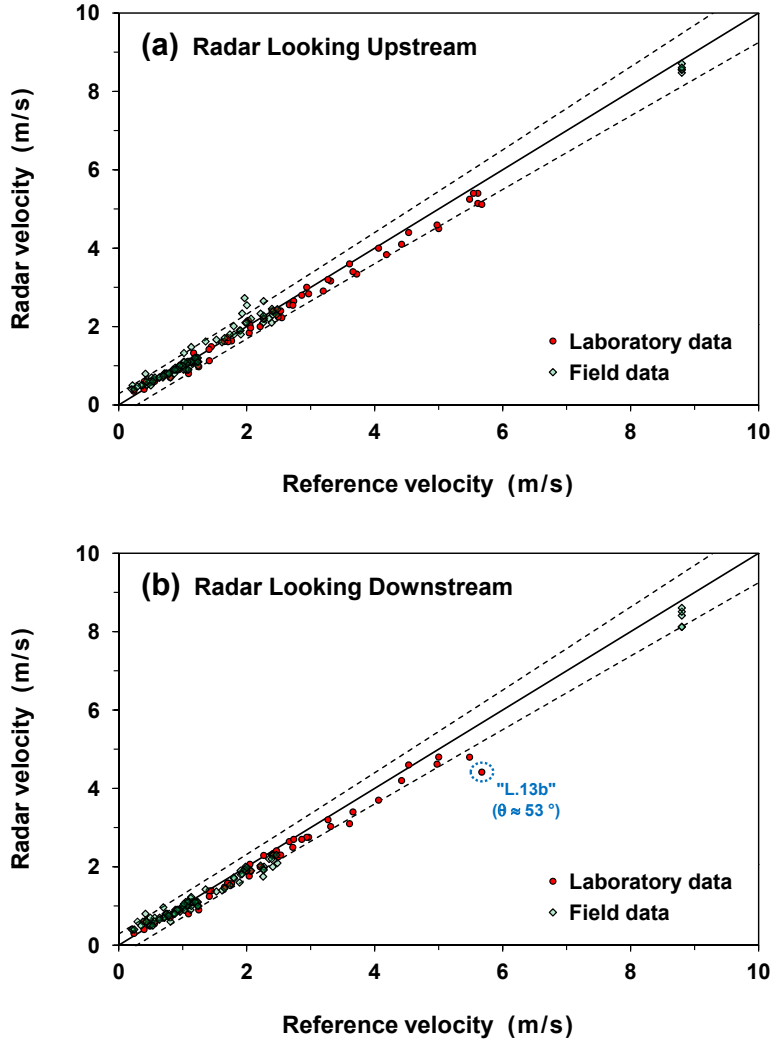 (a) Radar Looking Upstream
10
8
6
4
2
0
Radar velocity (m/s)
Laboratory data
Field data
0 2 4 6 8 10
Reference velocity (m/s)
(b) Radar Looking Downstream
10
8
6
4
2
0
Radar velocity (m/s)
"L.13b"
(θ ≈ 53 °)
Laboratory data
Field data
0 2 4 6 8 10
Reference velocity (m/s)